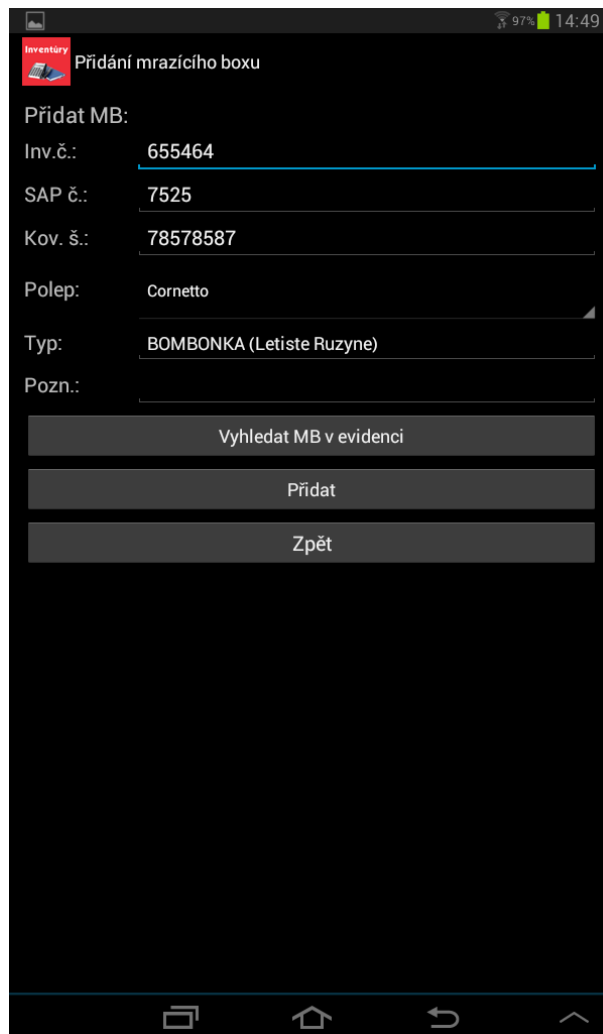 97% 14:49
Inventúry
Přidání mrazícího boxu
Přidat MB:
Inv.č.: 655464
SAP č.: 7525
Kov. š.: 78578587
Polep: Cornetto
Typ: BOMBONKA (Letiste Ruzyne)
Pozn.:
Vyhledat MB v evidenci
Přidat
Zpět